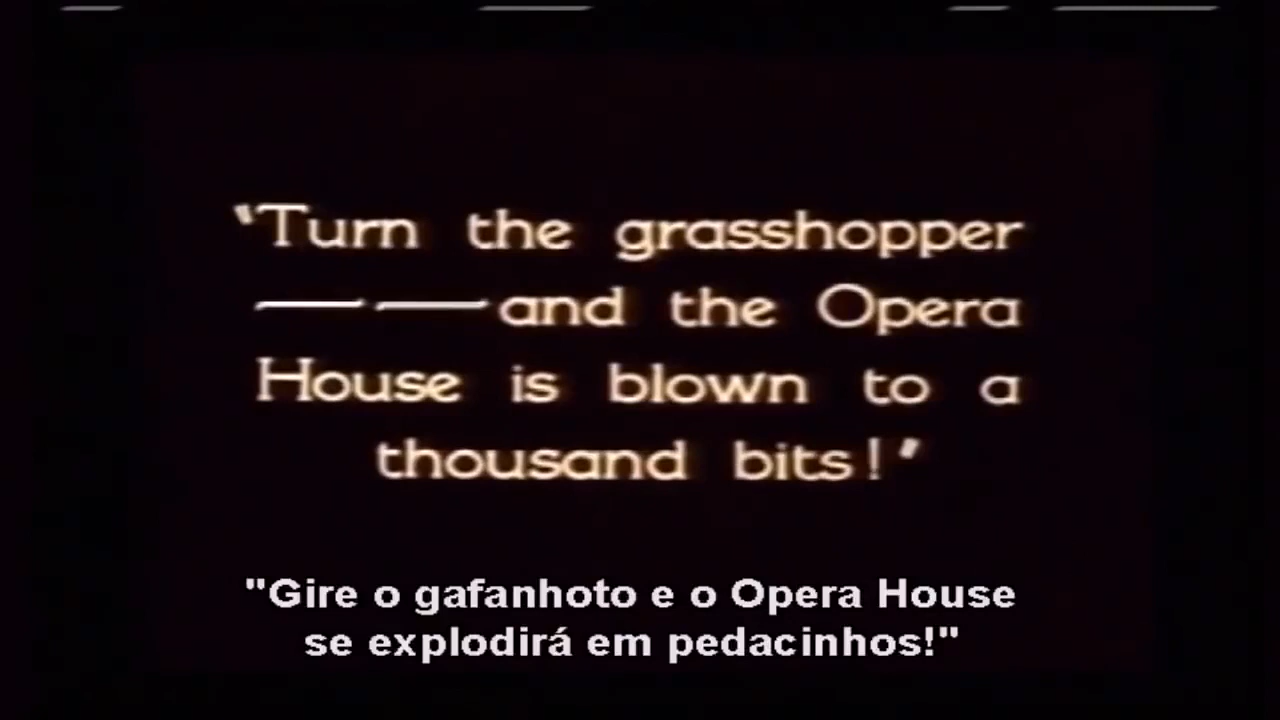 ‘Turn the grasshopper
— —and the Opera
House is blown to a
thousand bits!’
"Gire o gafanhoto e o Opera House
se explodirá em pedacinhos!"